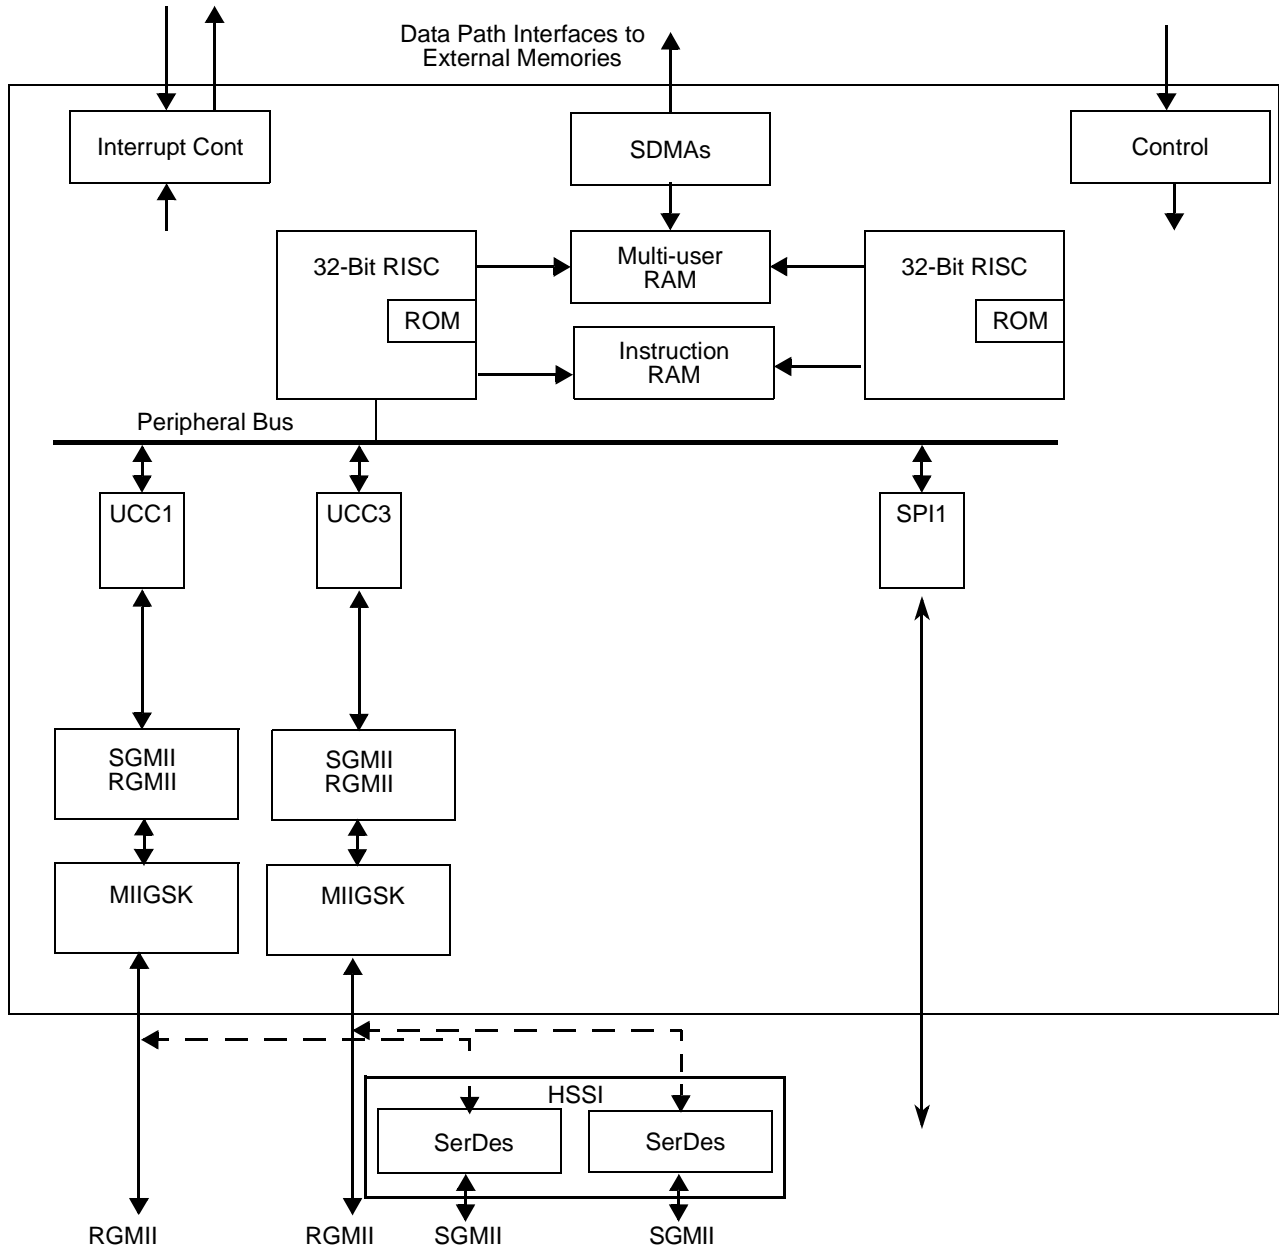 Data Path Interfaces to
External Memories
Interrupt Cont
SDMAs
Control
32-Bit RISC
ROM
Multi-user
RAM
32-Bit RISC
ROM
Instruction
RAM
Peripheral Bus
UCC1
UCC3
SPI1
SGMII
RGMII
SGMII
RGMII
MIIGSK
MIIGSK
HSSI
SerDes
SerDes
RGMII
RGMII
SGMII
SGMII